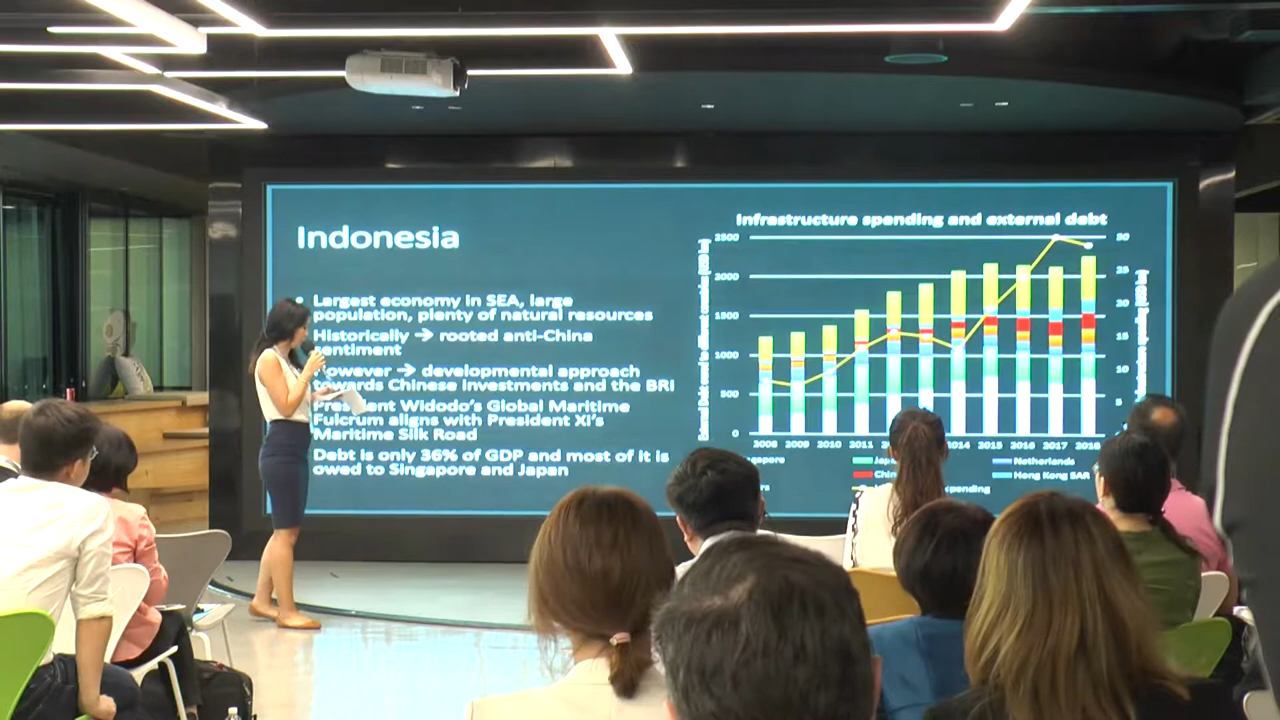 Indonesia
Largest economy in SEA, large
population, plenty of natural resources
Historically → rooted anti-China
sentiment
However → developmental approach
towards Chinese investments and the BRI
President Widodo's Global Maritime
Fulcrum aligns with President Xi's
Maritime Silk Road
Debt is only 36% of GDP and most of it is
owed to Singapore and Japan
Infrastructure spending and external debt
2500
2000
1500
1000
500
0
30
25
20
15
10
5
2008 2009 2010 2011 2014 2015 2016 2017 2018
Netherlands
Hong Kong SAR